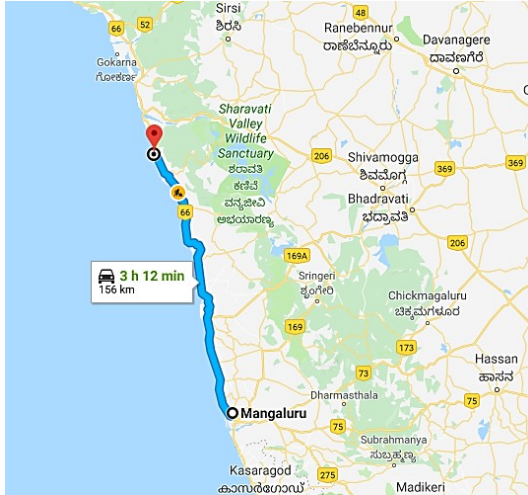 Sirsi
ಶಿರಸಿ
66
52
48
Ranebennur
ರಾಣೆಬೆನ್ನೂರು
Davanagere
ದಾವಣಗೆರೆ
Gokarna
ಗೋಕರ್ಣ
Sharavati
Valley
Wildlife
Sanctuary
ಶರಾವತಿ
ಕಣಿವೆ
ವನ್ಯಜೀವಿ
ಅಭಯಾರಣ್ಯ
206
Shivamogga
ಶಿವಮೊಗ್ಗ
369
369
Bhadravati
ಭದ್ರಾವತಿ
66
206
169A
3 h 12 min
156 km
Sringeri
ಶೃಂಗೇರಿ
Chickmagaluru
ಚಿಕ್ಕಮಗಳೂರ
169
173
Hassan
ಹಾಸನ
73
Dharmasthala
75
Mangaluru
75
Subrahmanya
ಸುಬ್ರಹ್ಮಣ್ಯ
Kasaragod
കാസർഗോഡ്
275
Madikeri